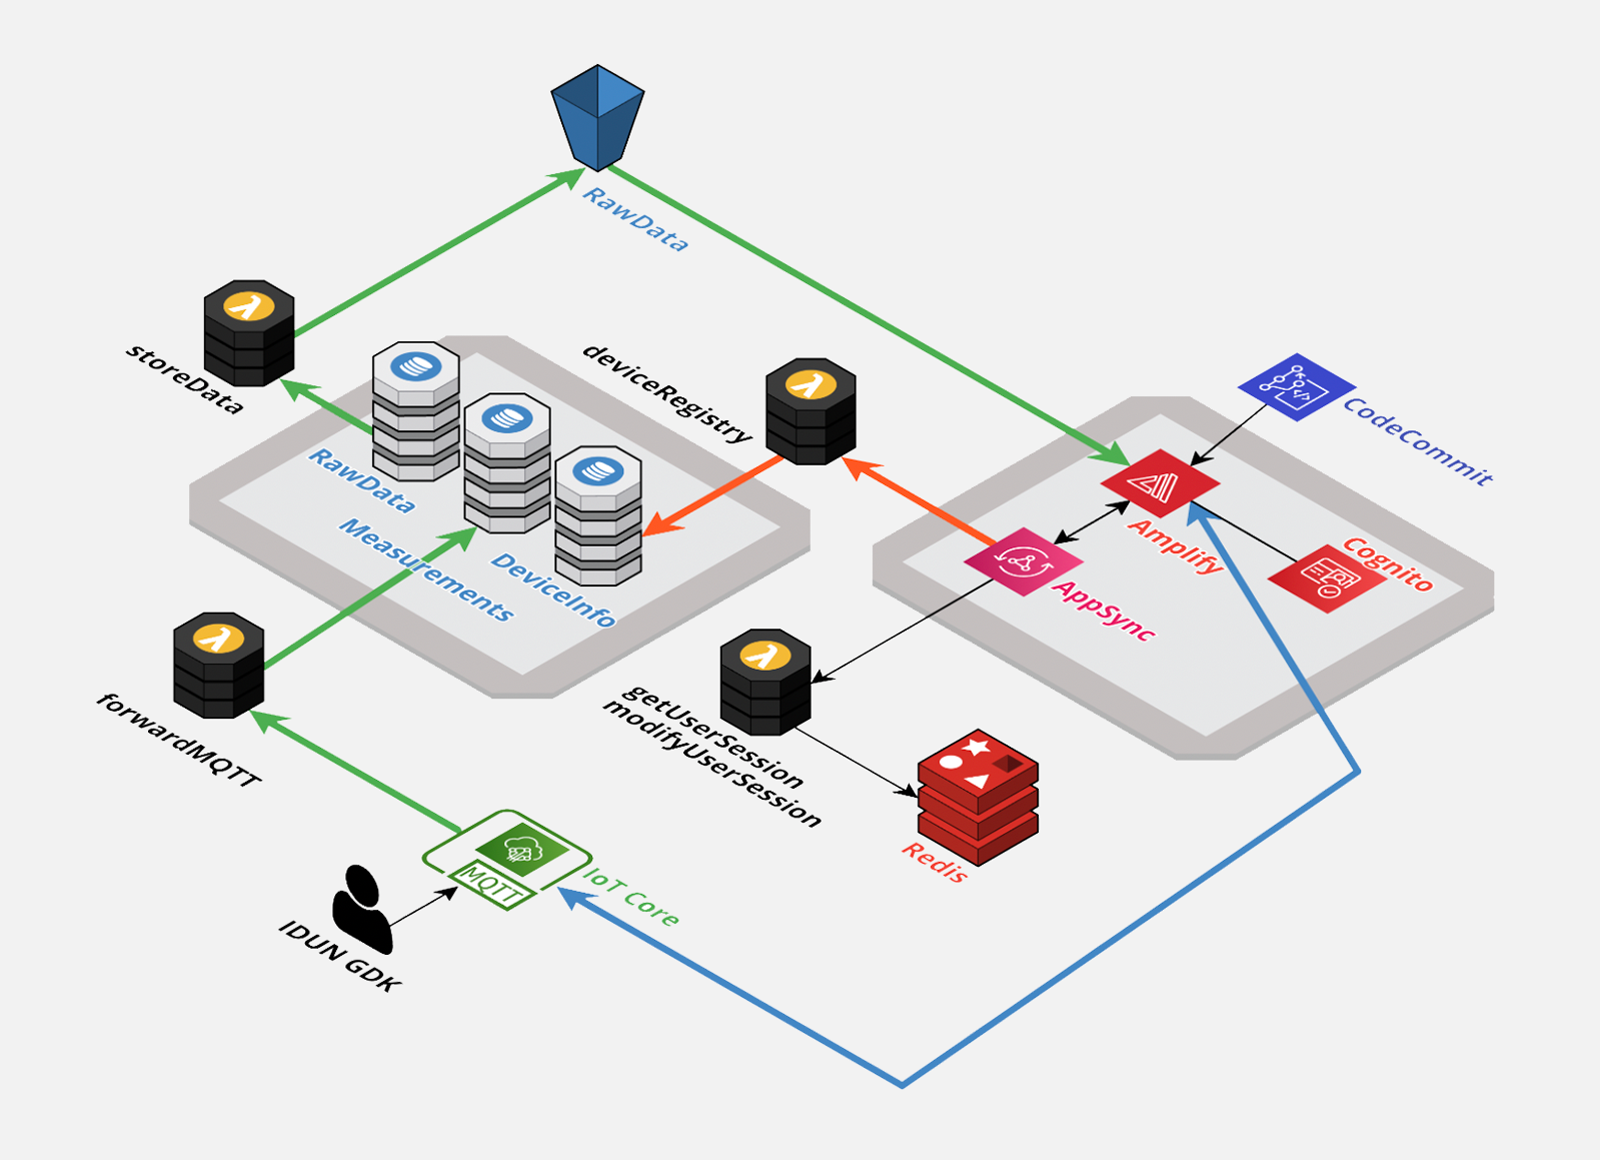 RawData
storeData
deviceRegistry
CodeCommit
RawData
Measurements
DeviceInfo
Amplify
Cognito
AppSync
forwardMQTT
getUserSession
modifyUserSession
Redis
MQTT
IoT Core
IDUN GDK